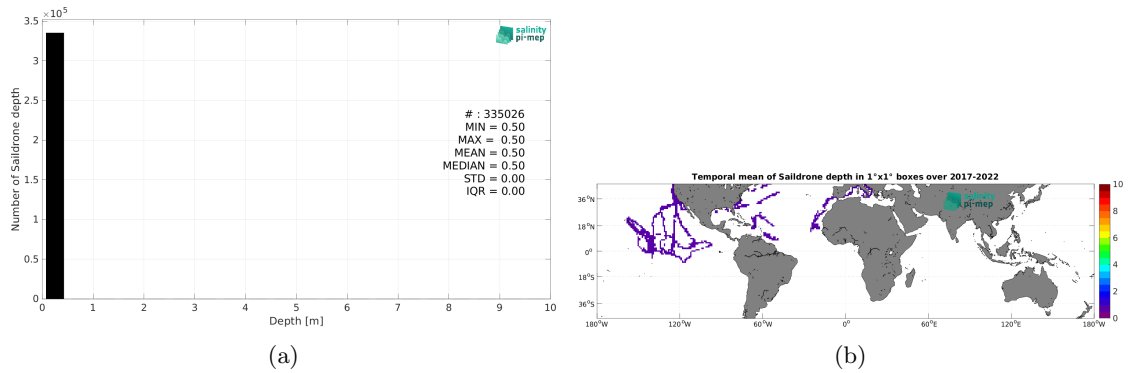 3.5 ×10⁵
3
2.5
2
1.5
1
0.5
0
0 1 2 3 4 5 6 7 8 9 10
Number of Saildrone depth
Depth [m]
salinity
pi-mep
# : 335026
MIN = 0.50
MAX = 0.50
MEAN = 0.50
MEDIAN = 0.50
STD = 0.00
IQR = 0.00
(a)
Temporal mean of Saildrone depth in 1°x1° boxes over 2017-2022
salinity
pi-mep
36°N
18°N
0°
18°S
36°S
180°W 120°W 60°W 0° 60°E 120°E 180°W
10
8
6
4
2
0
(b)